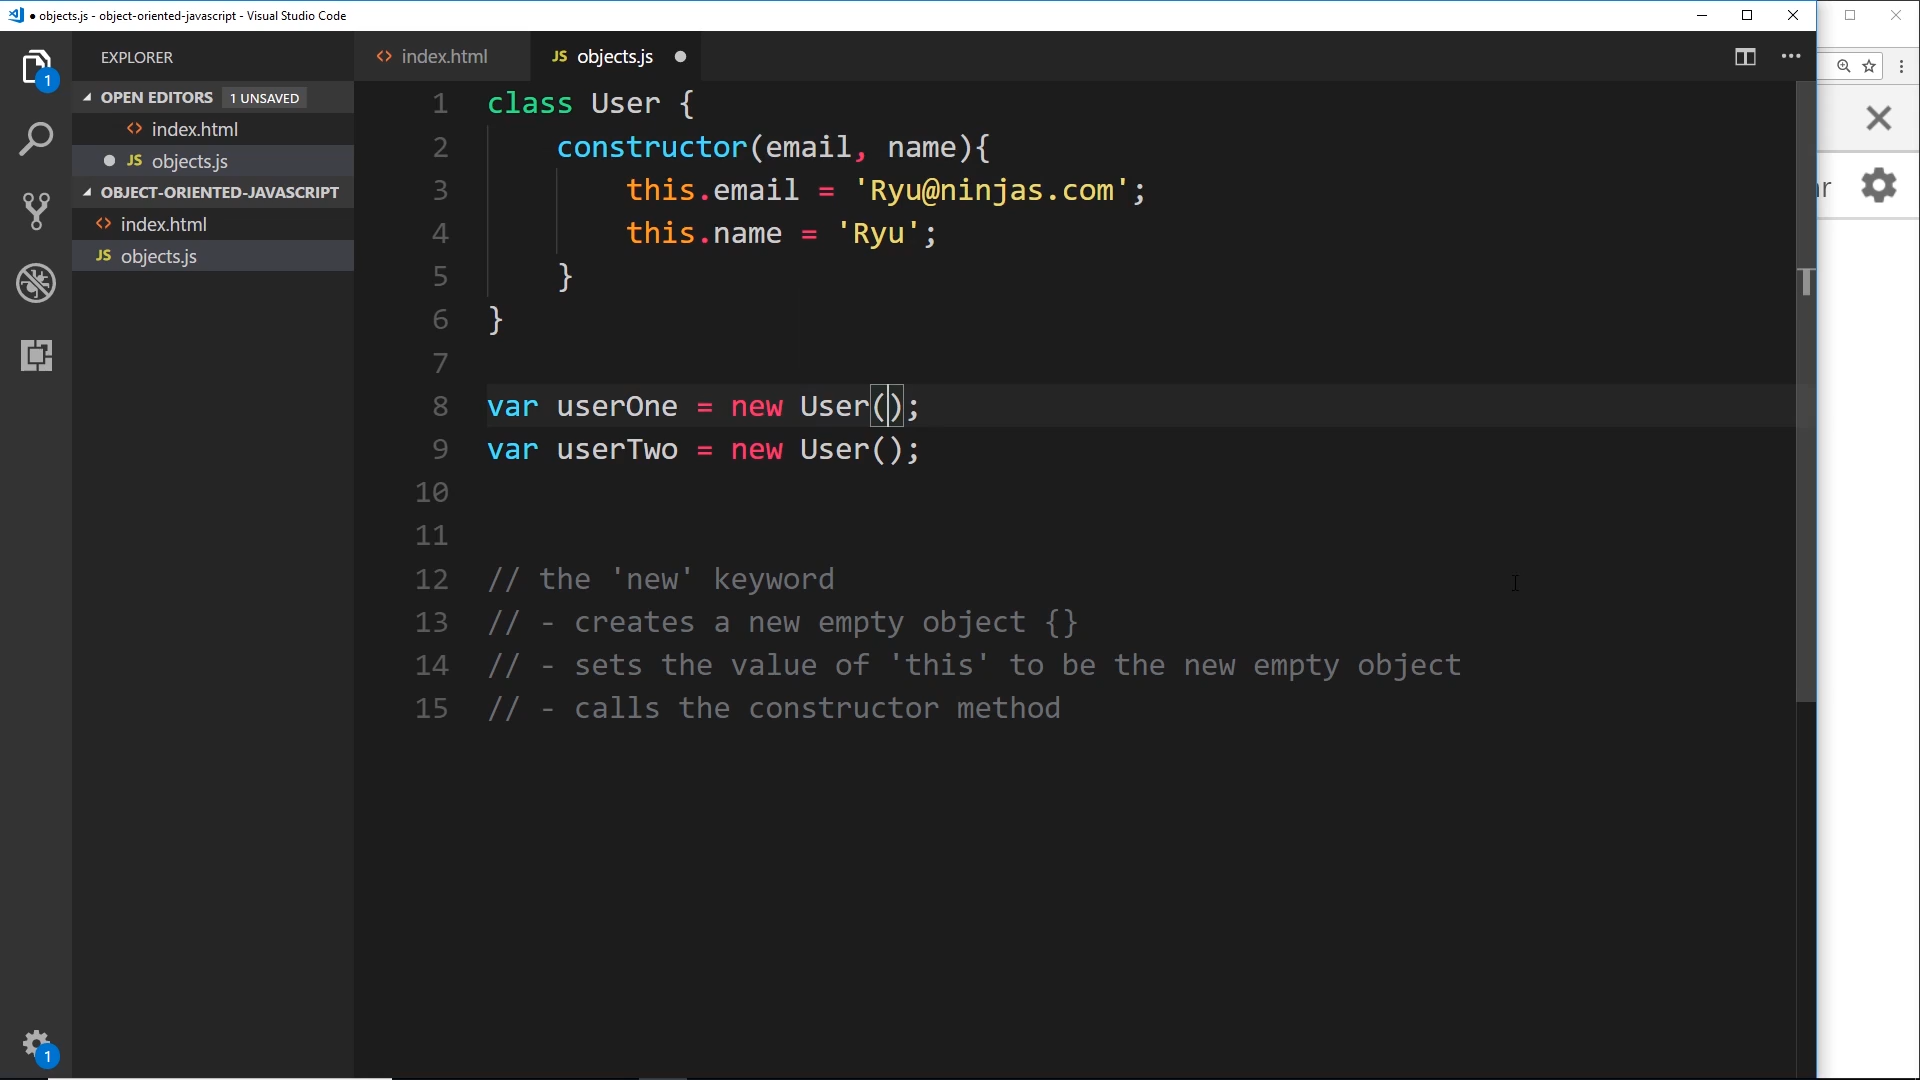 ● objects.js - object-oriented-javascript - Visual Studio Code
EXPLORER
OPEN EDITORS 1 UNSAVED
<> index.html
● JS objects.js
OBJECT-ORIENTED-JAVASCRIPT
<> index.html
JS objects.js
1
1
<> index.html JS objects.js ●
1 class User {
2     constructor(email, name){
3         this.email = 'Ryu@ninjas.com';
4         this.name = 'Ryu';
5     }
6 }
7
8 var userOne = new User();
9 var userTwo = new User();
10
11
12 // the 'new' keyword
13 // - creates a new empty object {}
14 // - sets the value of 'this' to be the new empty object
15 // - calls the constructor method